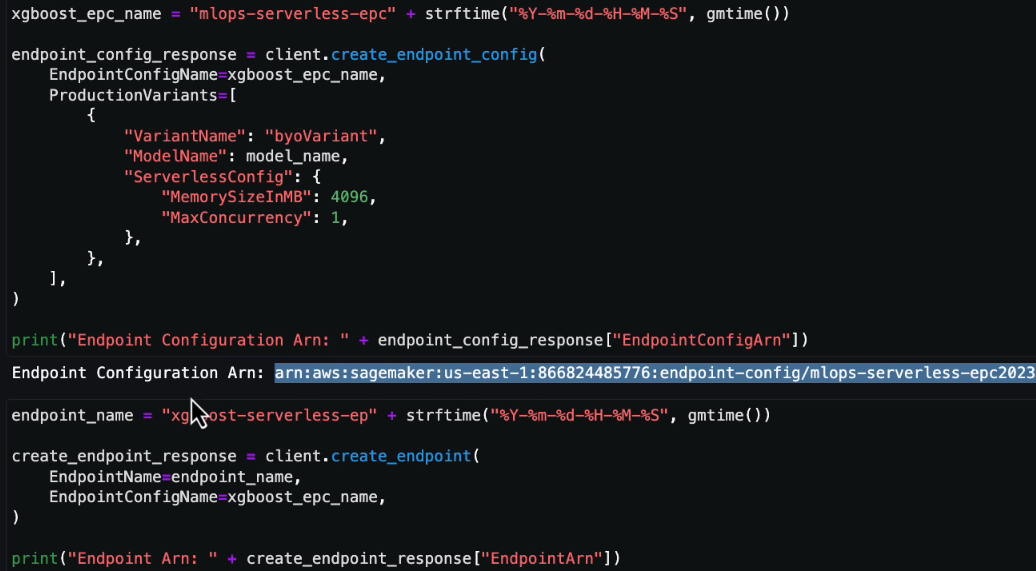 xgboost_epc_name = "mlops-serverless-epc" + strftime("%Y-%m-%d-%H-%M-%S", gmtime())
endpoint_config_response = client.create_endpoint_config(
    EndpointConfigName=xgboost_epc_name,
    ProductionVariants=[
        {
            "VariantName": "byoVariant",
            "ModelName": model_name,
            "ServerlessConfig": {
                "MemorySizeInMB": 4096,
                "MaxConcurrency": 1,
            },
        },
    ],
)
print("Endpoint Configuration Arn: " + endpoint_config_response["EndpointConfigArn"])
Endpoint Configuration Arn: arn:aws:sagemaker:us-east-1:866824485776:endpoint-config/mlops-serverless-epc2023
endpoint_name = "xgboost-serverless-ep" + strftime("%Y-%m-%d-%H-%M-%S", gmtime())
create_endpoint_response = client.create_endpoint(
    EndpointName=endpoint_name,
    EndpointConfigName=xgboost_epc_name,
)
print("Endpoint Arn: " + create_endpoint_response["EndpointArn"])